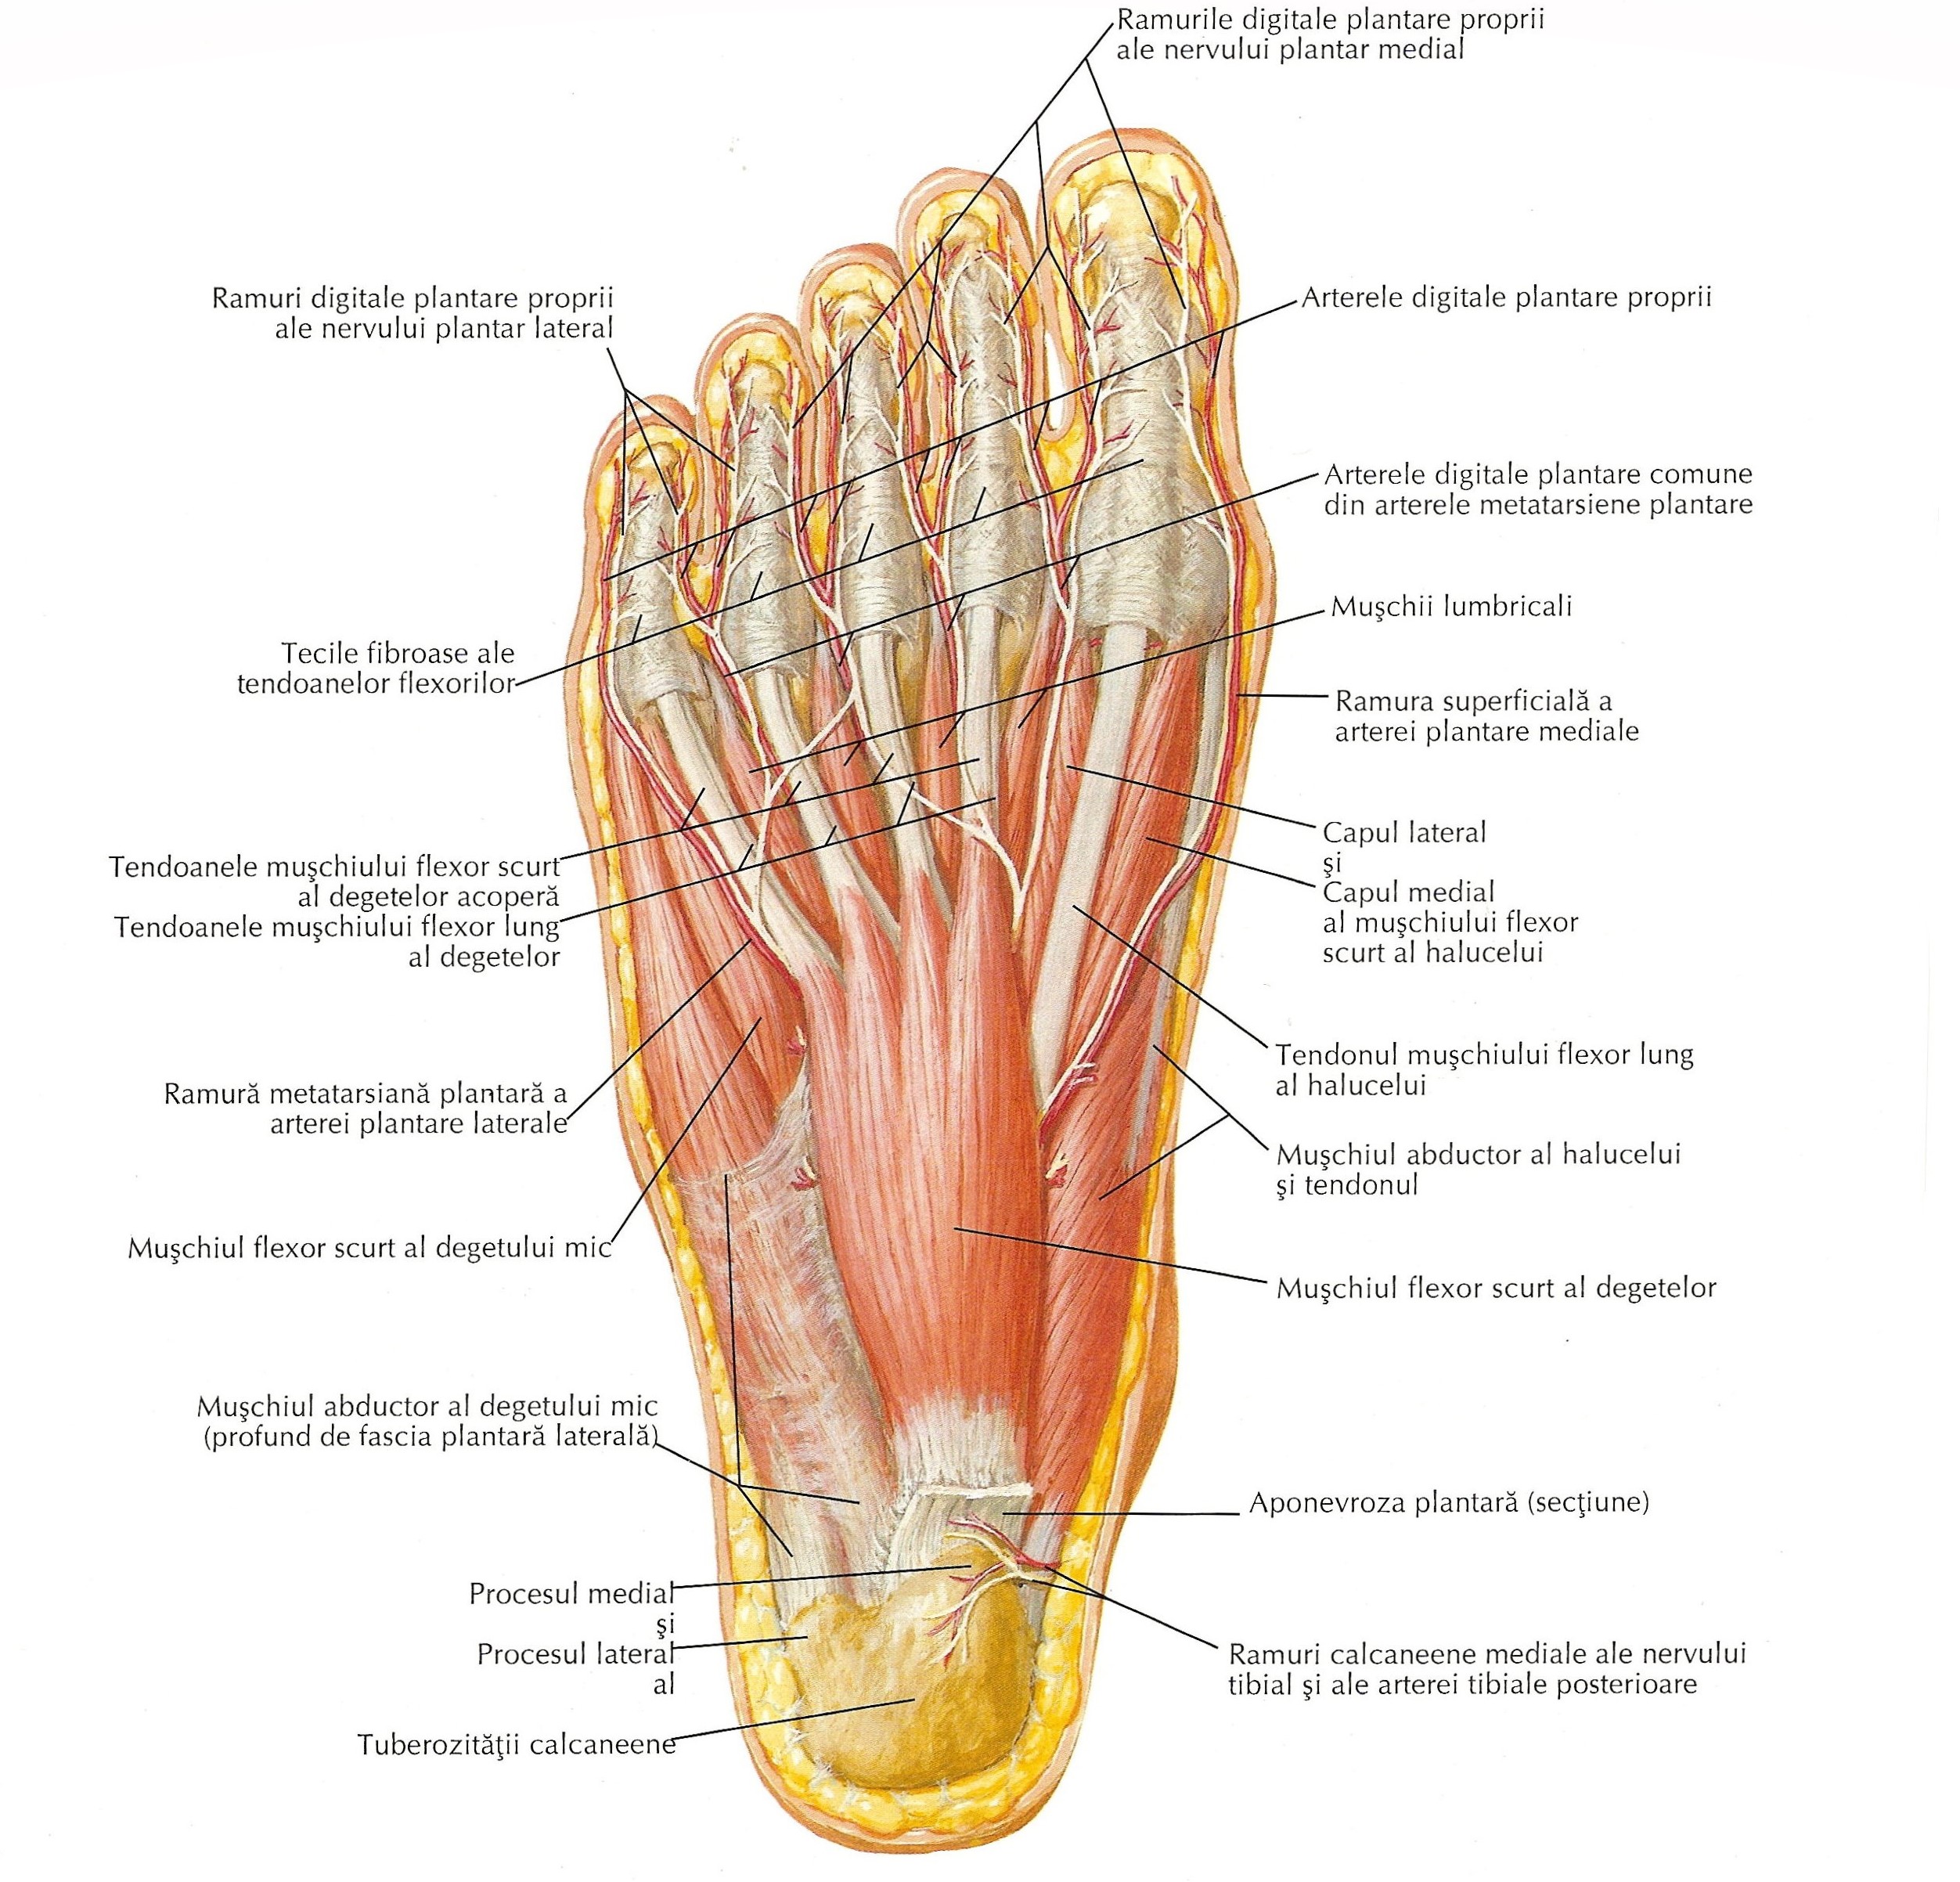 Ramurile digitale plantare proprii
ale nervului plantar medial
Ramuri digitale plantare proprii
ale nervului plantar lateral
Arterele digitale plantare proprii
Arterele digitale plantare comune
din arterele metatarsiene plantare
Muşchii lumbricali
Tecile fibroase ale
tendoanelor flexorilor
Ramura superficială a
arterei plantare mediale
Capul lateral
şi
Capul medial
al muşchiului flexor
scurt al halucelui
Tendoanele muşchiului flexor scurt
al degetelor acoperă
Tendoanele muşchiului flexor lung
al degetelor
Tendonul muşchiului flexor lung
al halucelui
Ramură metatarsiană plantară a
arterei plantare laterale
Muşchiul abductor al halucelui
şi tendonul
Muşchiul flexor scurt al degetului mic
Muşchiul flexor scurt al degetelor
Muşchiul abductor al degetului mic
(profund de fascia plantară laterală)
Aponevroza plantară (secţiune)
Procesul medial
şi
Procesul lateral
al
Tuberozităţii calcaneene
Ramuri calcaneene mediale ale nervului
tibial şi ale arterei tibiale posterioare